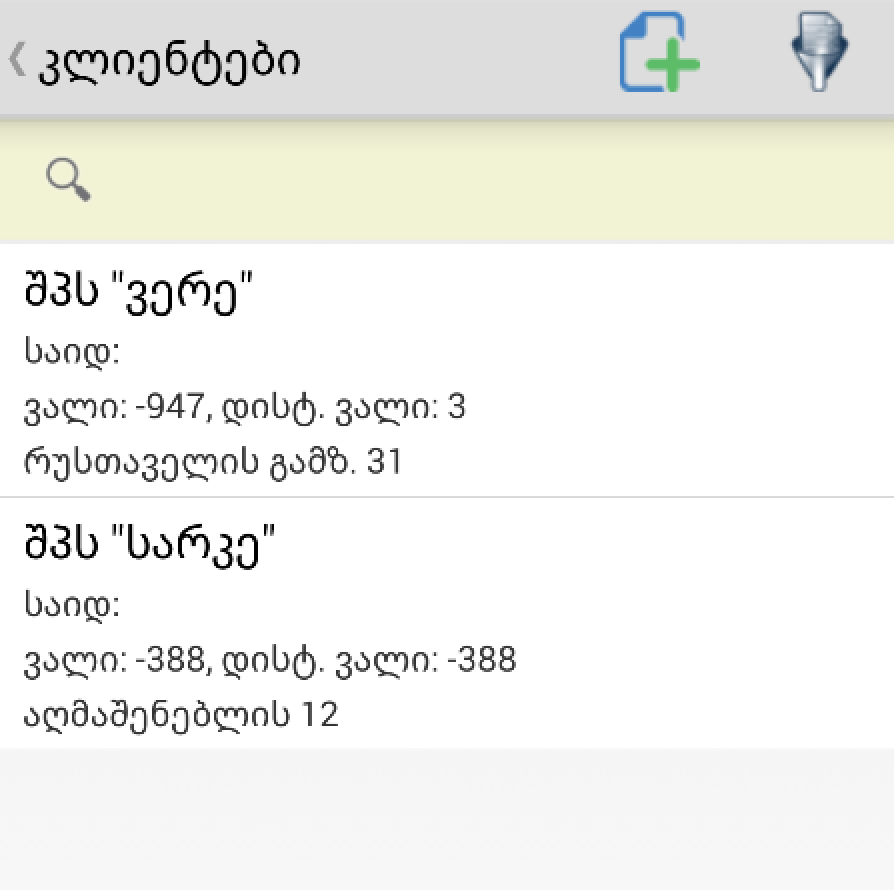 კლიენტები
შპს "ვერე"
საიდ:
ვალი: -947, დისტ. ვალი: 3
რუსთაველის გამზ. 31
შპს "სარკე"
საიდ:
ვალი: -388, დისტ. ვალი: -388
აღმაშენებლის 12